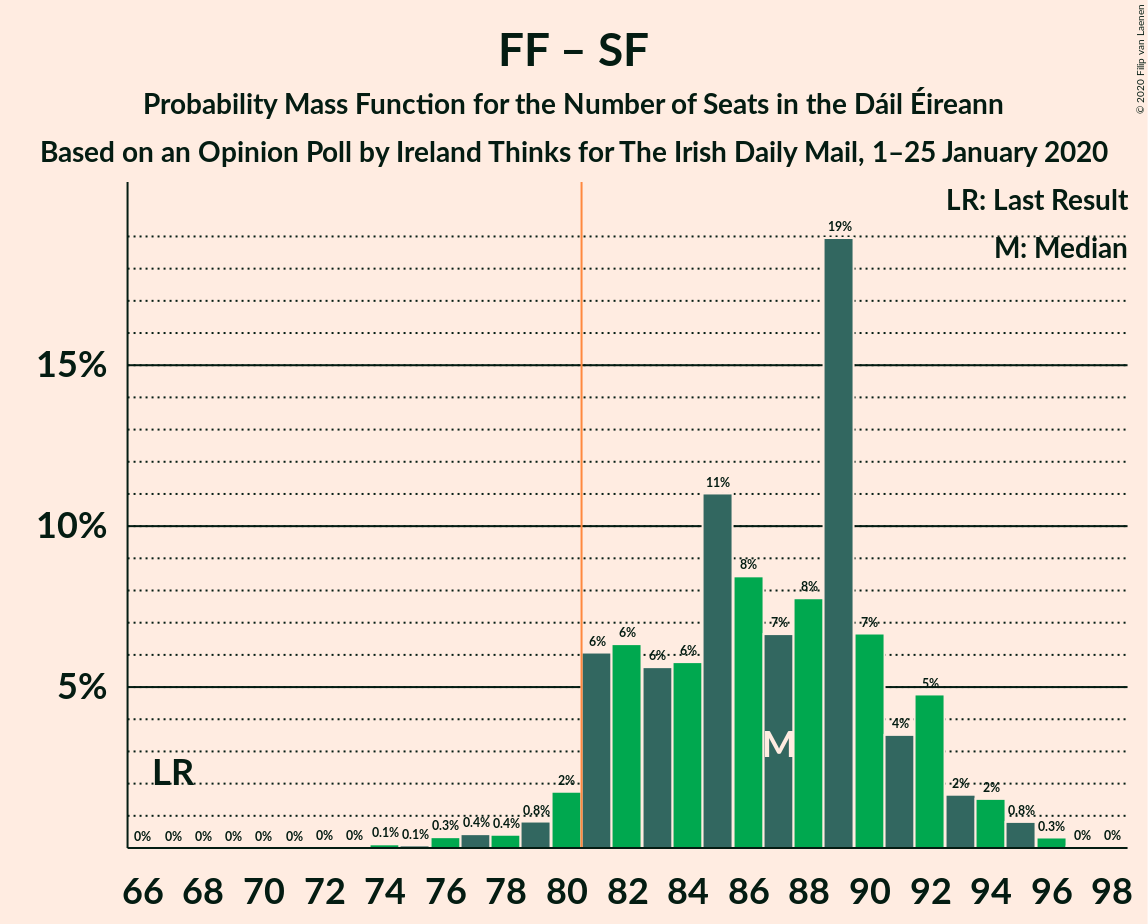 FF – SF
Probability Mass Function for the Number of Seats in the Dáil Éireann
Based on an Opinion Poll by Ireland Thinks for The Irish Daily Mail, 1–25 January 2020
© 2020 Filip van Laenen
LR: Last Result
M: Median
15%
10%
5%
LR
M
0% 0% 0% 0% 0% 0% 0% 0% 0.1% 0.1% 0.3% 0.4% 0.4% 0.8% 2% 6% 6% 6% 6% 11% 8% 7% 8% 19% 7% 4% 5% 2% 2% 0.8% 0.3% 0% 0%
66 68 70 72 74 76 78 80 82 84 86 88 90 92 94 96 98